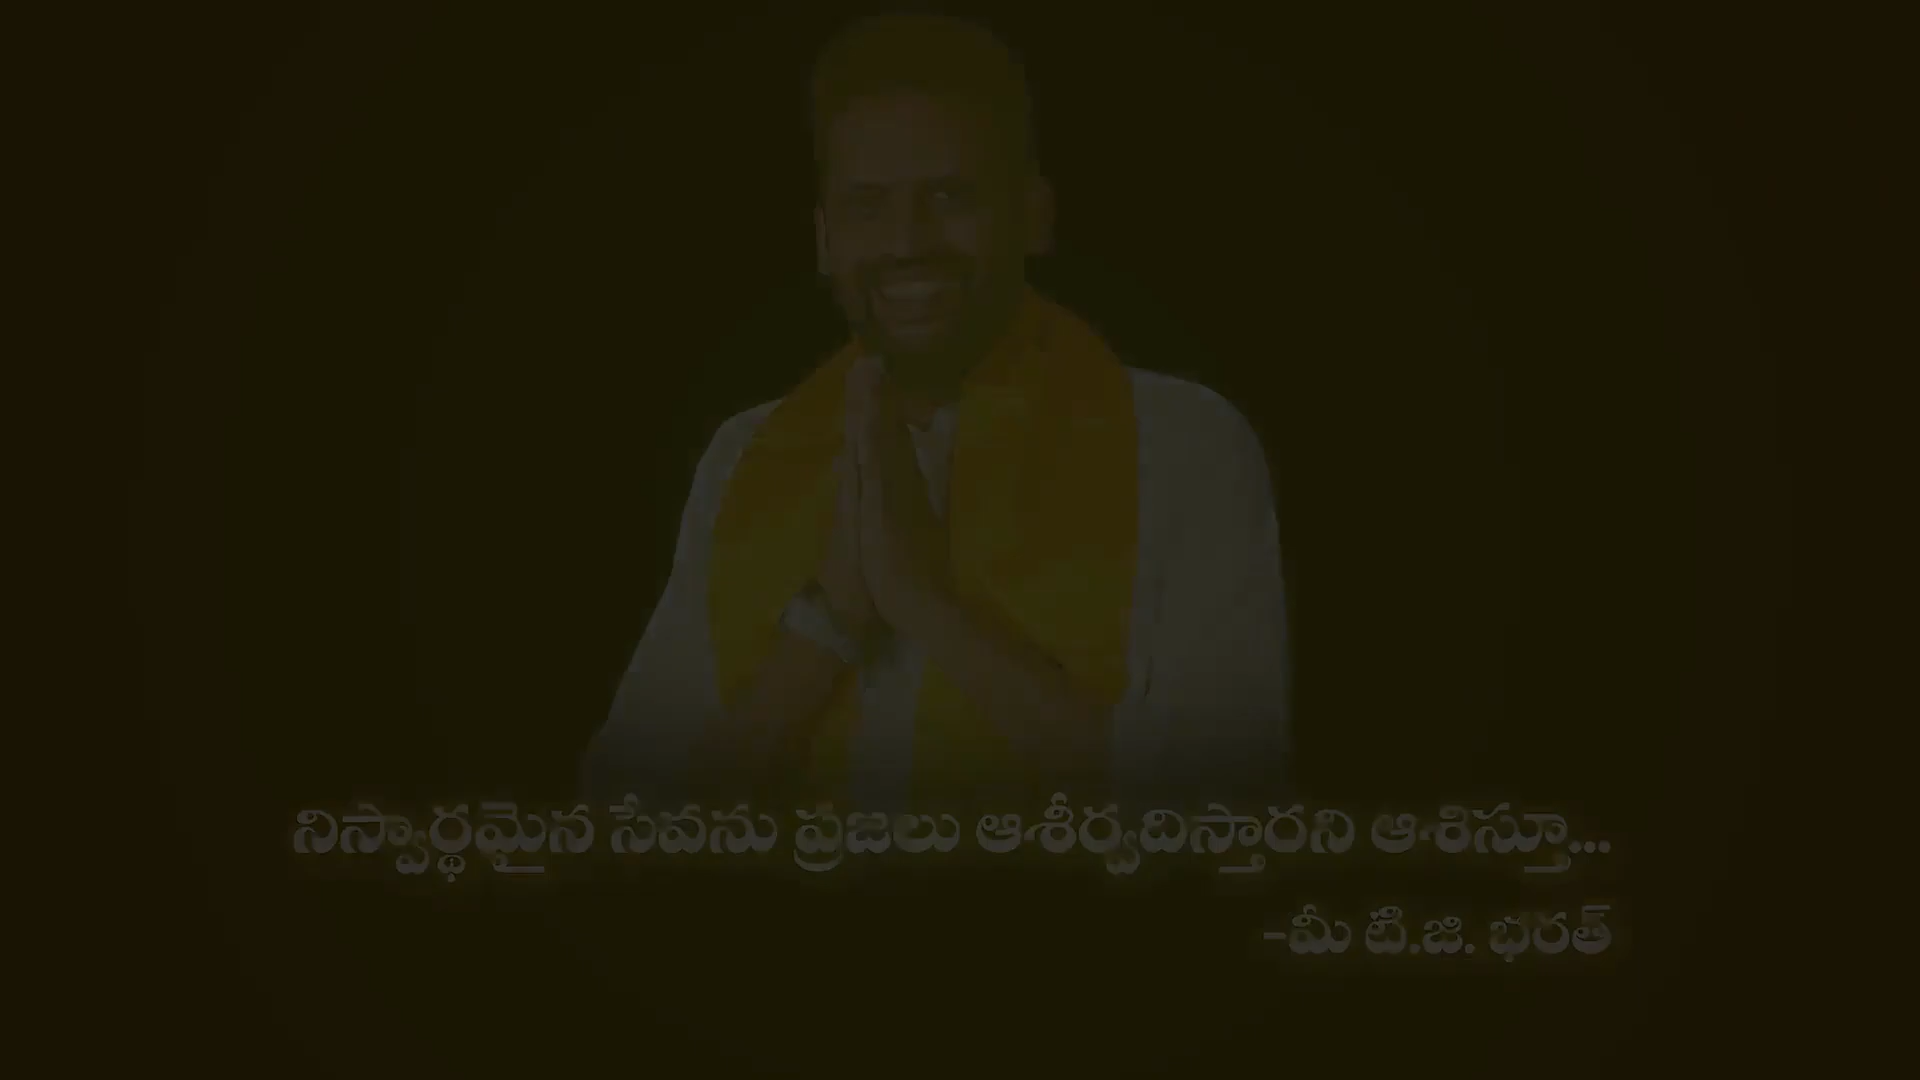 నిస్వార్థమైన సేవను ప్రజలు ఆశీర్వదిస్తారని ఆశిస్తూ...
-మీ టి.జి. భరత్